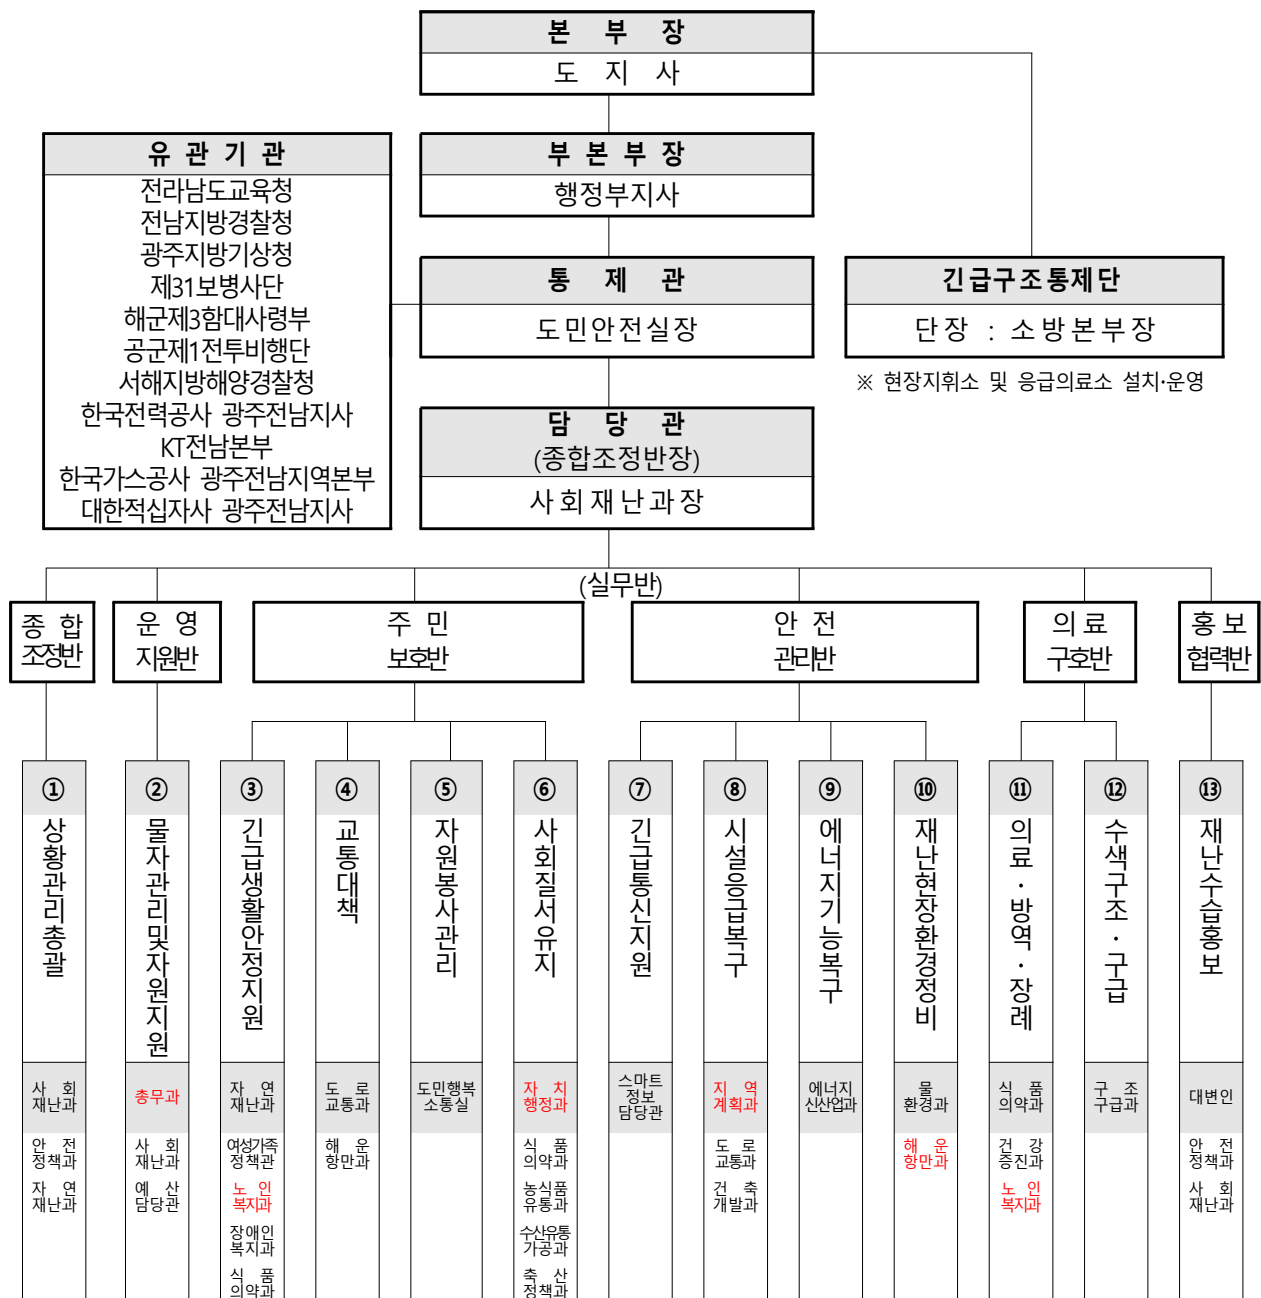 본 부 장
도 지 사
유 관 기 관
전라남도교육청
전남지방경찰청
광주지방기상청
제31보병사단
해군제3함대사령부
공군제1전투비행단
서해지방해양경찰청
한국전력공사 광주전남지사
KT전남본부
한국가스공사 광주전남지역본부
대한적십자사 광주전남지사
부 본 부 장
행정부지사
통 제 관
도민안전실장
긴급구조통제단
단장 : 소방본부장
※ 현장지휘소 및 응급의료소 설치·운영
담 당 관
(종합조정반장)
사회재난과장
(실무반)
종 합
조정반
운 영
지원반
주 민
보호반
안 전
관리반
의 료
구호반
홍 보
협력반
①
상황관리총괄
사 회
재난과
안 전
정책과
자 연
재난과
②
물자관리및자원지원
총무과
사 회
재난과
예 산
담당관
③
긴급생활안정지원
자 연
재난과
여성가족
정책관
노 인
복지과
장애인
복지과
식 품
의약과
④
교통대책
도 로
교통과
해 운
항만과
⑤
자원봉사관리
도민행복
소통실
⑥
사회질서유지
자 치
행정과
식 품
의약과
농식품
유통과
수산유통
가공과
축 산
정책과
⑦
긴급통신지원
스마트
정보
담당관
⑧
시설응급복구
지 역
계획과
도 로
교통과
건 축
개발과
⑨
에너지기능복구
에너지
신산업과
⑩
재난현장환경정비
물
환경과
해 운
항만과
⑪
의료·방역·장례
식 품
의약과
건 강
증진과
노 인
복지과
⑫
수색구조·구급
구 조
구급과
⑬
재난수습홍보
대변인
안 전
정책과
사 회
재난과